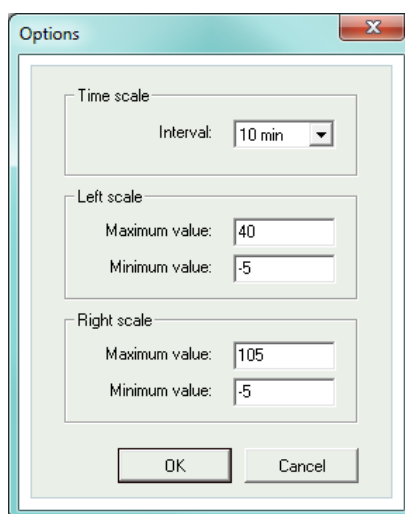 Options
Time scale
Interval: 10 min
Left scale
Maximum value: 40
Minimum value: -5
Right scale
Maximum value: 105
Minimum value: -5
OK Cancel